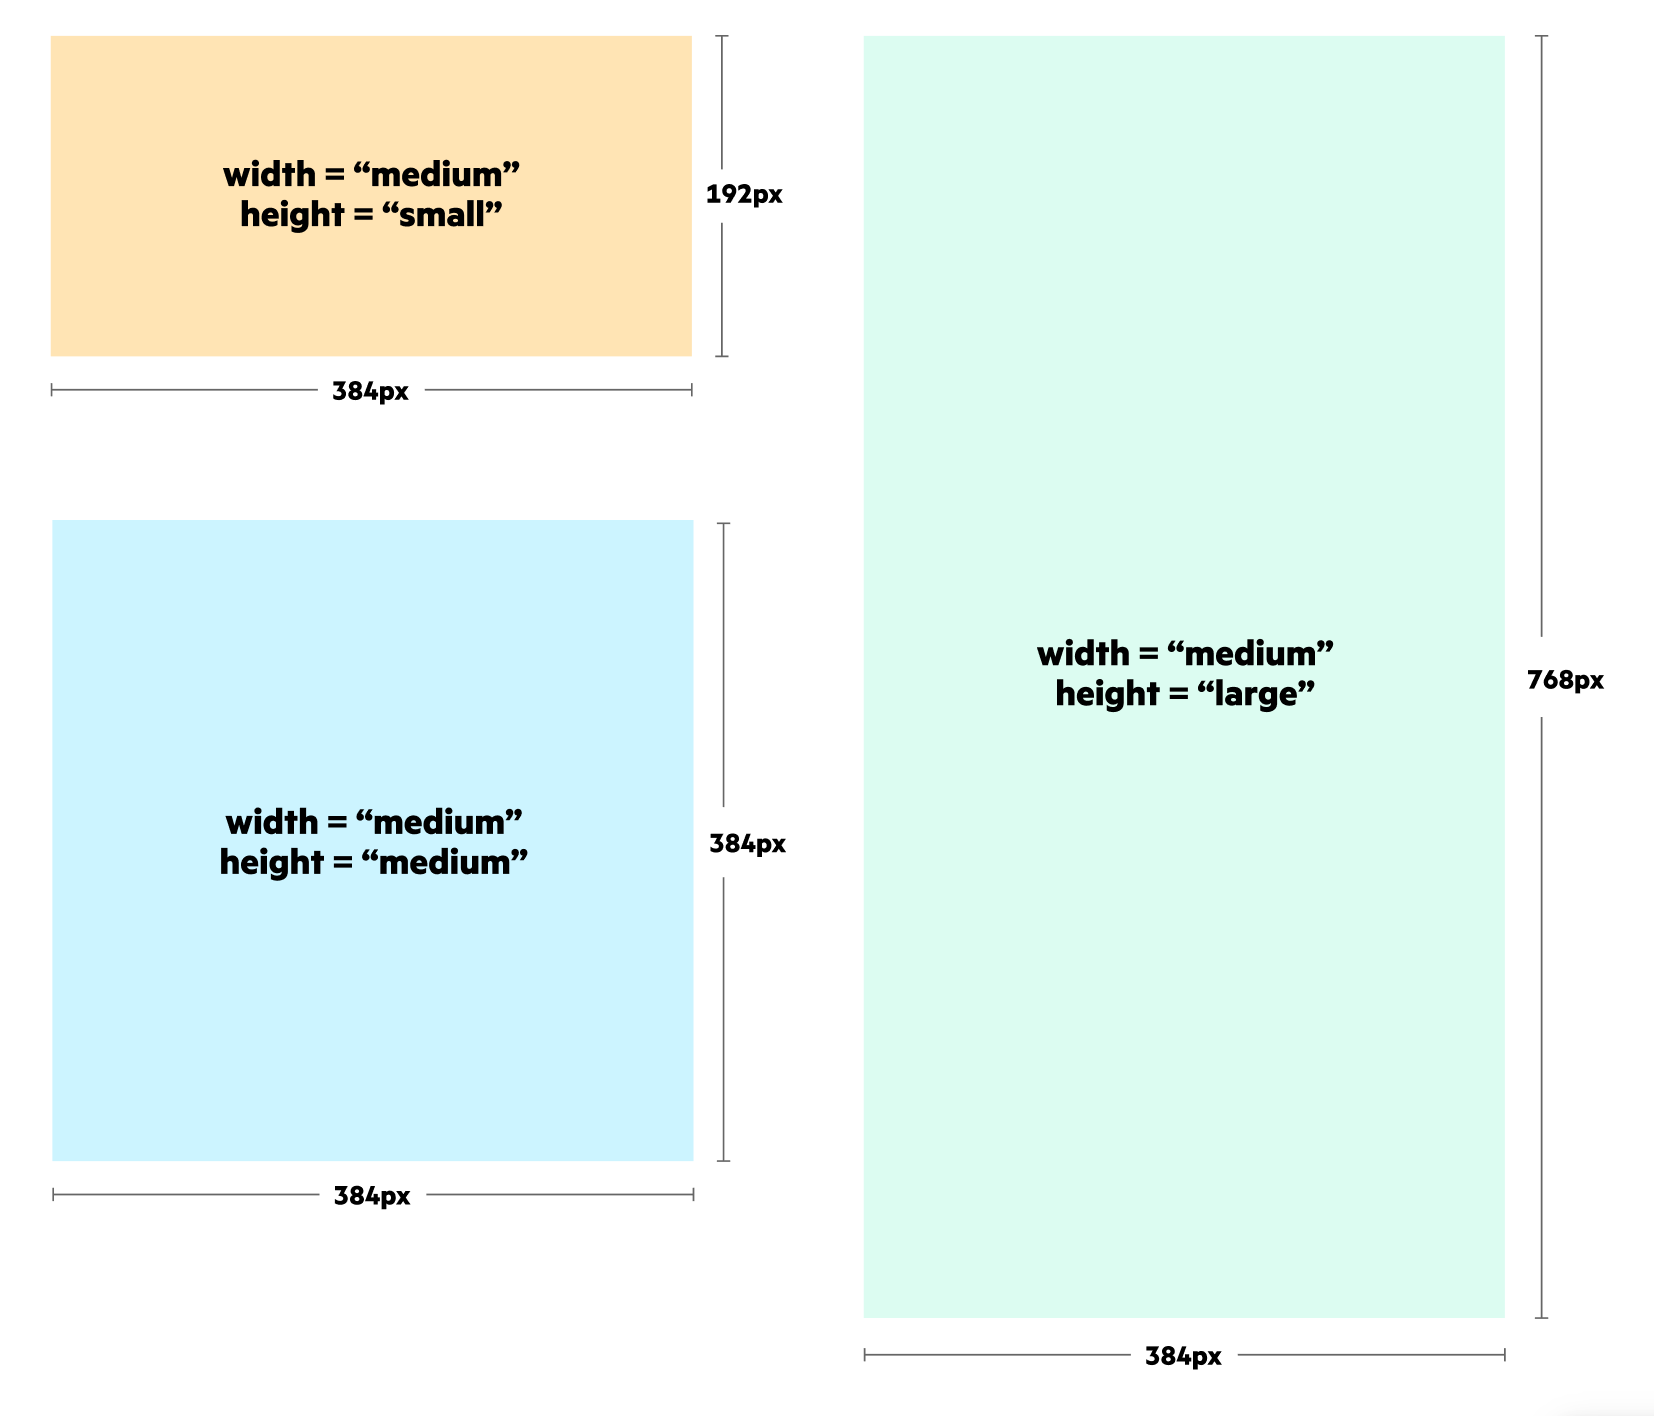 width = “medium”
height = “small”
192px
384px
width = “medium”
height = “medium”
384px
384px
width = “medium”
height = “large”
768px
384px